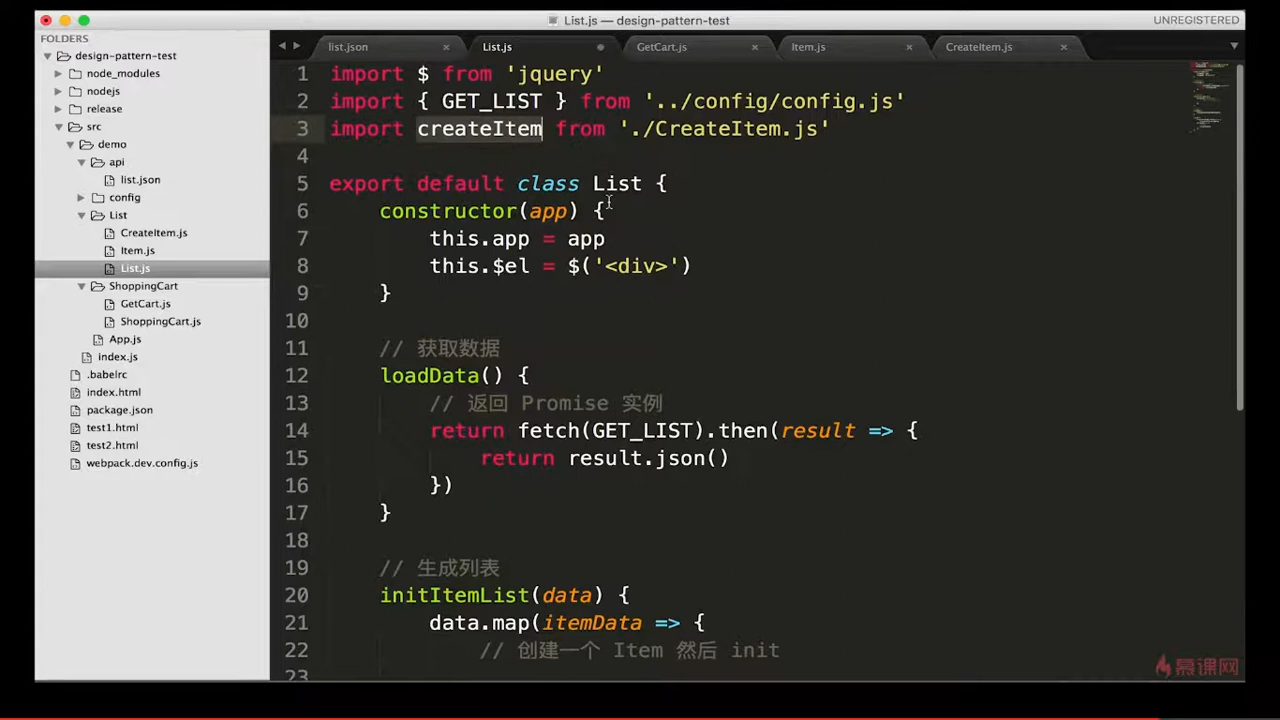 List.js — design-pattern-test
UNREGISTERED
FOLDERS
design-pattern-test
node_modules
nodejs
release
src
demo
api
list.json
config
List
CreateItem.js
Item.js
List.js
ShoppingCart
GetCart.js
ShoppingCart.js
App.js
index.js
.babelrc
index.html
package.json
test1.html
test2.html
webpack.dev.config.js
list.json × List.js GetCart.js × Item.js × CreateItem.js ×
1 import $ from 'jquery'
2 import { GET_LIST } from '../config/config.js'
3 import createItem from './CreateItem.js'
4
5 export default class List {
6 constructor(app) {
7 this.app = app
8 this.$el = $('<div>')
9 }
10
11 // 获取数据
12 loadData() {
13 // 返回 Promise 实例
14 return fetch(GET_LIST).then(result => {
15 return result.json()
16 })
17 }
18
19 // 生成列表
20 initItemList(data) {
21 data.map(itemData => {
22 // 创建一个 Item 然后 init
23
慕课网